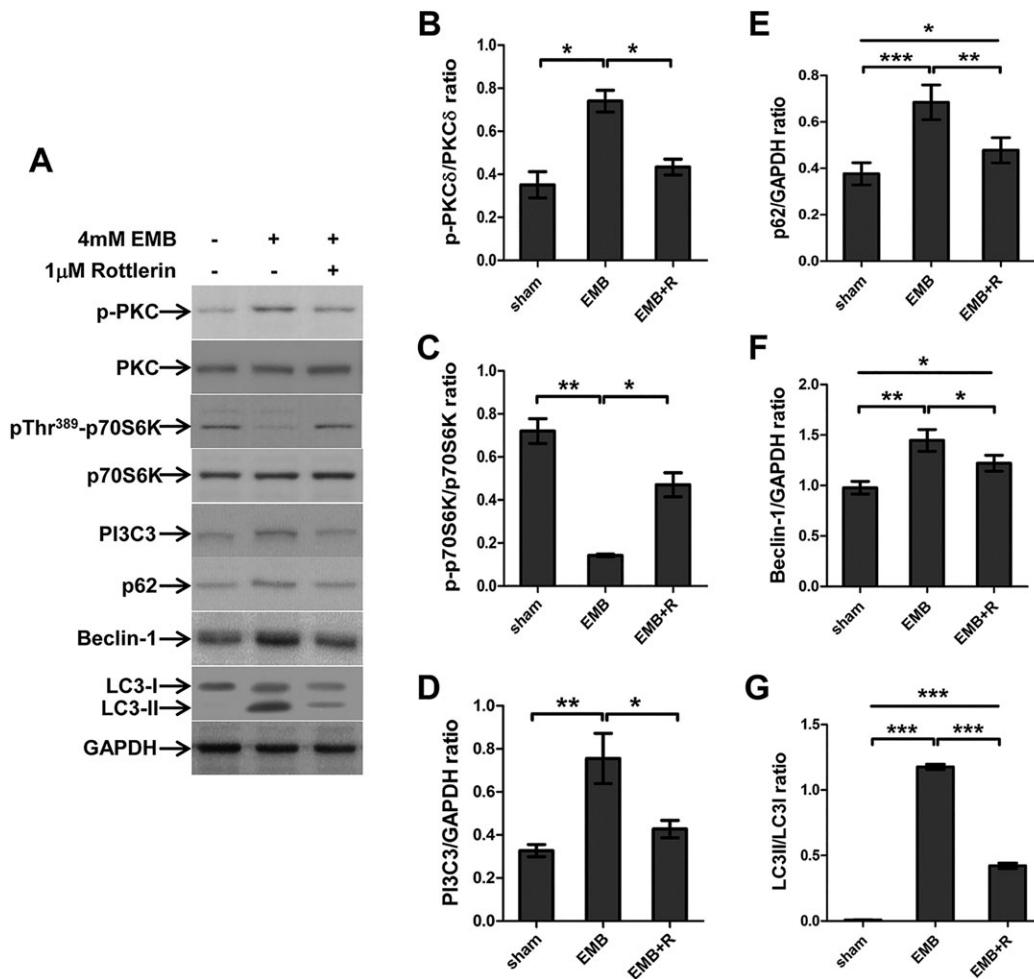 A
4mM EMB - + +
1μM Rottlerin - - +
p-PKC
PKC
pThr³⁸⁹-p70S6K
p70S6K
PI3C3
p62
Beclin-1
LC3-I
LC3-II
GAPDH
B
p-PKCδ/PKCδ ratio
1.0
0.8
0.6
0.4
0.2
0.0
* *
sham EMB EMB+R
C
p-p70S6K/p70S6K ratio
1.0
0.8
0.6
0.4
0.2
0.0
** *
sham EMB EMB+R
D
PI3C3/GAPDH ratio
1.0
0.8
0.6
0.4
0.2
0.0
** *
sham EMB EMB+R
E
p62/GAPDH ratio
0.8
0.6
0.4
0.2
0.0
*
*** **
sham EMB EMB+R
F
Beclin-1/GAPDH ratio
2.0
1.5
1.0
0.5
0.0
*
** *
sham EMB EMB+R
G
LC3II/LC3I ratio
1.5
1.0
0.5
0.0
***
*** ***
sham EMB EMB+R